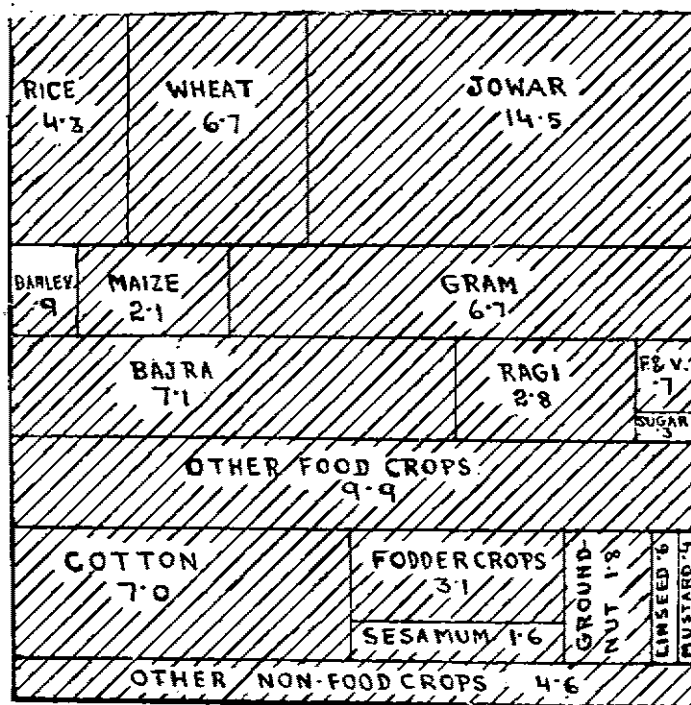 RICE
4·3
WHEAT
6·7
JOWAR
14·5
BARLEY
·9
MAIZE
2·1
GRAM
6·7
BAJRA
7·1
RAGI
2·8
F. & V.
·7
SUGAR
·3
OTHER FOOD CROPS.
9·9
COTTON
7·0
FODDER CROPS
3·1
SESAMUM 1·6
GROUND-
NUT 1·8
LINSEED ·6
MUSTARD ·4
OTHER NON-FOOD CROPS 4·6